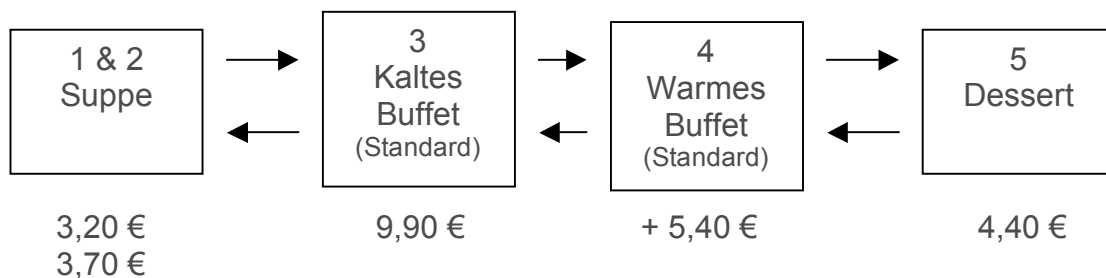 1 & 2
Suppe
3
Kaltes
Buffet
(Standard)
4
Warmes
Buffet
(Standard)
5
Dessert
3,20 €
3,70 €
9,90 €
+ 5,40 €
4,40 €